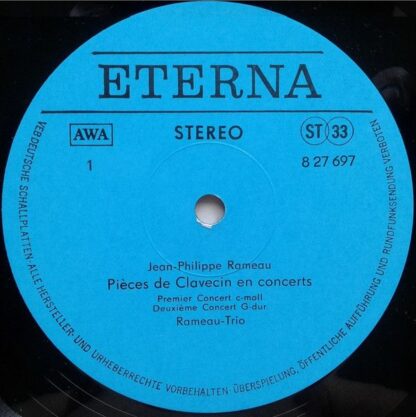 ETERNA
AWA
STEREO
ST 33
1
8 27 697
Jean-Philippe Rameau
Pièces de Clavecin en concerts
Premier Concert c-moll
Deuxième Concert G-dur
Rameau-Trio
VEB DEUTSCHE SCHALLPLATTEN · ALLE HERSTELLER- UND URHEBERRECHTE VORBEHALTEN · ÜBERSPIELUNG, ÖFFENTLICHE AUFFÜHRUNG UND RUNDFUNKSENDUNG VERBOTEN